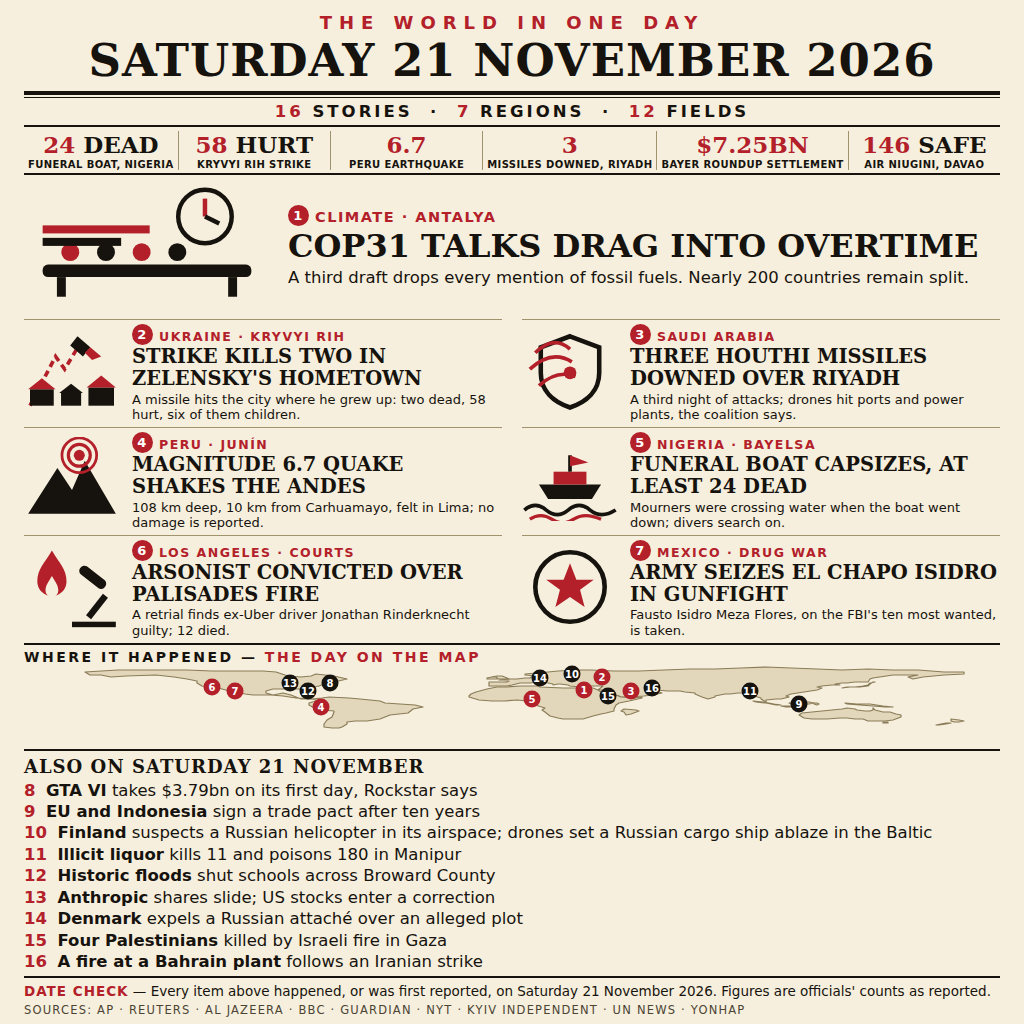 THE WORLD IN ONE DAY
SATURDAY 21 NOVEMBER 2026
16 STORIES · 7 REGIONS · 12 FIELDS
24 DEAD
FUNERAL BOAT, NIGERIA
58 HURT
KRYVYI RIH STRIKE
6.7
PERU EARTHQUAKE
3
MISSILES DOWNED, RIYADH
$7.25BN
BAYER ROUNDUP SETTLEMENT
146 SAFE
AIR NIUGINI, DAVAO
1 CLIMATE · ANTALYA
COP31 TALKS DRAG INTO OVERTIME
A third draft drops every mention of fossil fuels. Nearly 200 countries remain split.
2 UKRAINE · KRYVYI RIH
STRIKE KILLS TWO IN
ZELENSKY'S HOMETOWN
A missile hits the city where he grew up: two dead, 58
hurt, six of them children.
3 SAUDI ARABIA
THREE HOUTHI MISSILES
DOWNED OVER RIYADH
A third night of attacks; drones hit ports and power
plants, the coalition says.
4 PERU · JUNÍN
MAGNITUDE 6.7 QUAKE
SHAKES THE ANDES
108 km deep, 10 km from Carhuamayo, felt in Lima; no
damage is reported.
5 NIGERIA · BAYELSA
FUNERAL BOAT CAPSIZES, AT
LEAST 24 DEAD
Mourners were crossing water when the boat went
down; divers search on.
6 LOS ANGELES · COURTS
ARSONIST CONVICTED OVER
PALISADES FIRE
A retrial finds ex-Uber driver Jonathan Rinderknecht
guilty; 12 died.
7 MEXICO · DRUG WAR
ARMY SEIZES EL CHAPO ISIDRO
IN GUNFIGHT
Fausto Isidro Meza Flores, on the FBI's ten most wanted,
is taken.
WHERE IT HAPPENED — THE DAY ON THE MAP
6
7
13
12
8
4
14
10
2
5
1
15
3
16
11
9
ALSO ON SATURDAY 21 NOVEMBER
8 GTA VI takes $3.79bn on its first day, Rockstar says
9 EU and Indonesia sign a trade pact after ten years
10 Finland suspects a Russian helicopter in its airspace; drones set a Russian cargo ship ablaze in the Baltic
11 Illicit liquor kills 11 and poisons 180 in Manipur
12 Historic floods shut schools across Broward County
13 Anthropic shares slide; US stocks enter a correction
14 Denmark expels a Russian attaché over an alleged plot
15 Four Palestinians killed by Israeli fire in Gaza
16 A fire at a Bahrain plant follows an Iranian strike
DATE CHECK — Every item above happened, or was first reported, on Saturday 21 November 2026. Figures are officials' counts as reported.
SOURCES: AP · REUTERS · AL JAZEERA · BBC · GUARDIAN · NYT · KYIV INDEPENDENT · UN NEWS · YONHAP